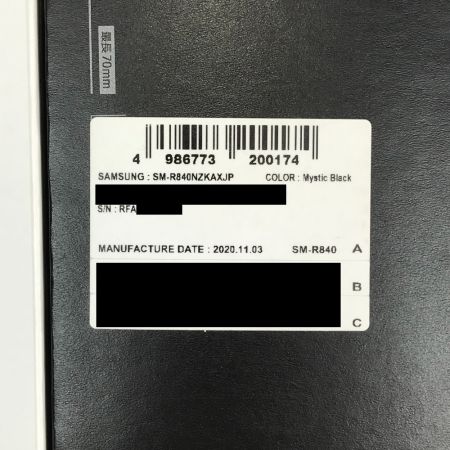 最長70mm
4 986773 200174
SAMSUNG : SM-R840NZKAXJP COLOR : Mystic Black
S/N : RFA
MANUFACTURE DATE : 2020.11.03 SM-R840 A
B
C